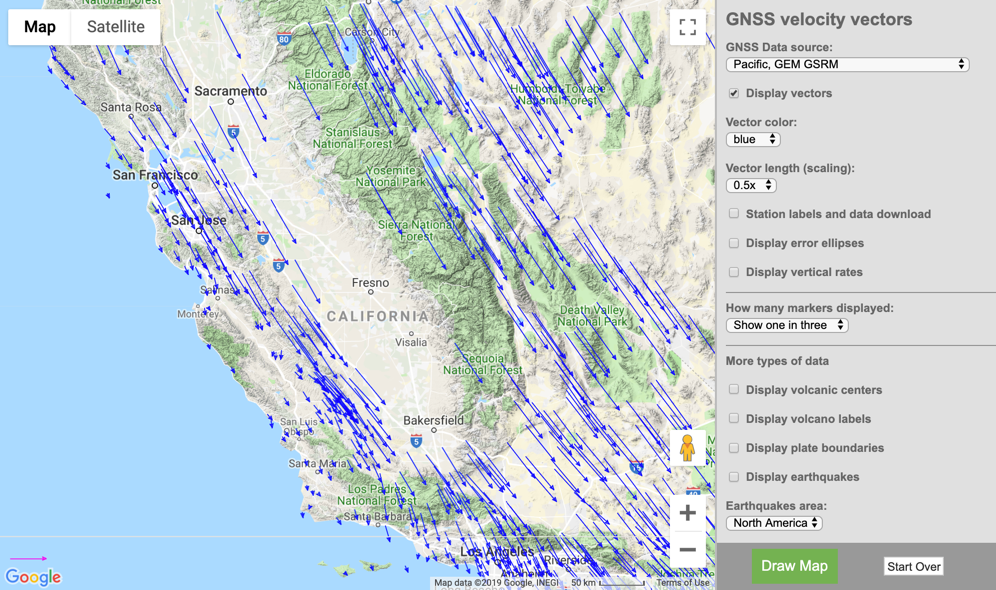 National Forest
Map
Satellite
80
Carson City
Eldorado
National Forest
Sacramento
Humboldt-Toiyabe
National Forest
Santa Rosa
5
Stanislaus
National Forest
San Francisco
Yosemite
National Park
San Jose
Sierra National
Forest
5
5
Fresno
Salinas
Monterey
CALIFORNIA
Death Valley
National Park
Visalia
Sequoia
National Forest
San Luis
Obispo
Bakersfield
5
Santa Maria
15
Los Padres
National Forest
40
Santa Barbara
Los Angeles
Riverside
Anaheim
Google
Map data ©2019 Google, INEGI
50 km
Terms of Use
GNSS velocity vectors
GNSS Data source:
Pacific, GEM GSRM
Display vectors
Vector color:
blue
Vector length (scaling):
0.5x
Station labels and data download
Display error ellipses
Display vertical rates
How many markers displayed:
Show one in three
More types of data
Display volcanic centers
Display volcano labels
Display plate boundaries
Display earthquakes
Earthquakes area:
North America
Draw Map
Start Over